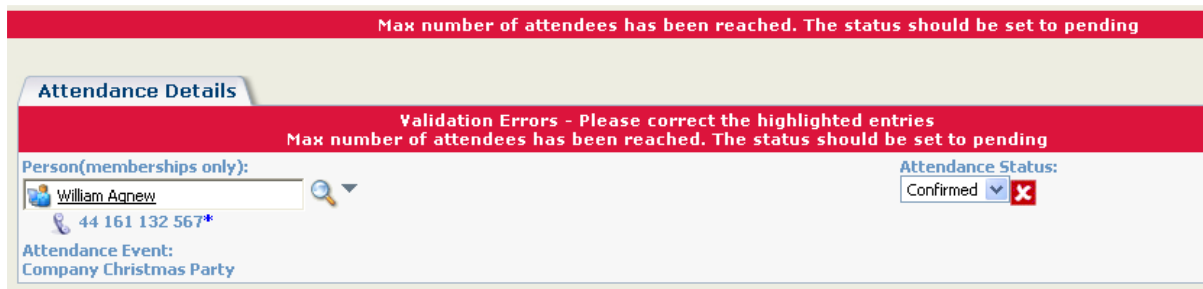 Max number of attendees has been reached. The status should be set to pending
Attendance Details
Validation Errors - Please correct the highlighted entries
Max number of attendees has been reached. The status should be set to pending
Person(memberships only):
Attendance Status:
William Agnew
Confirmed
44 161 132 567*
Attendance Event:
Company Christmas Party